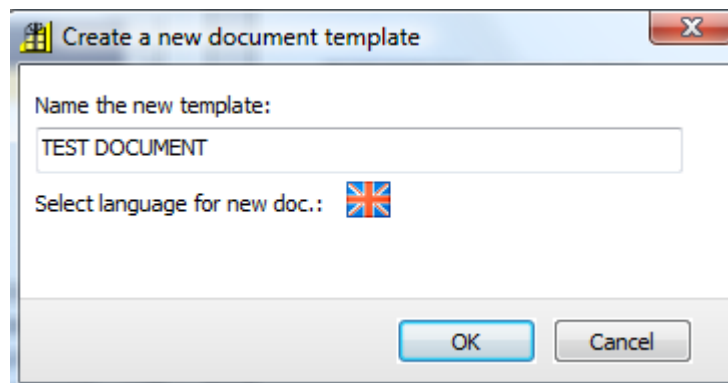 Create a new document template
Name the new template:
TEST DOCUMENT
Select language for new doc.:
OK
Cancel